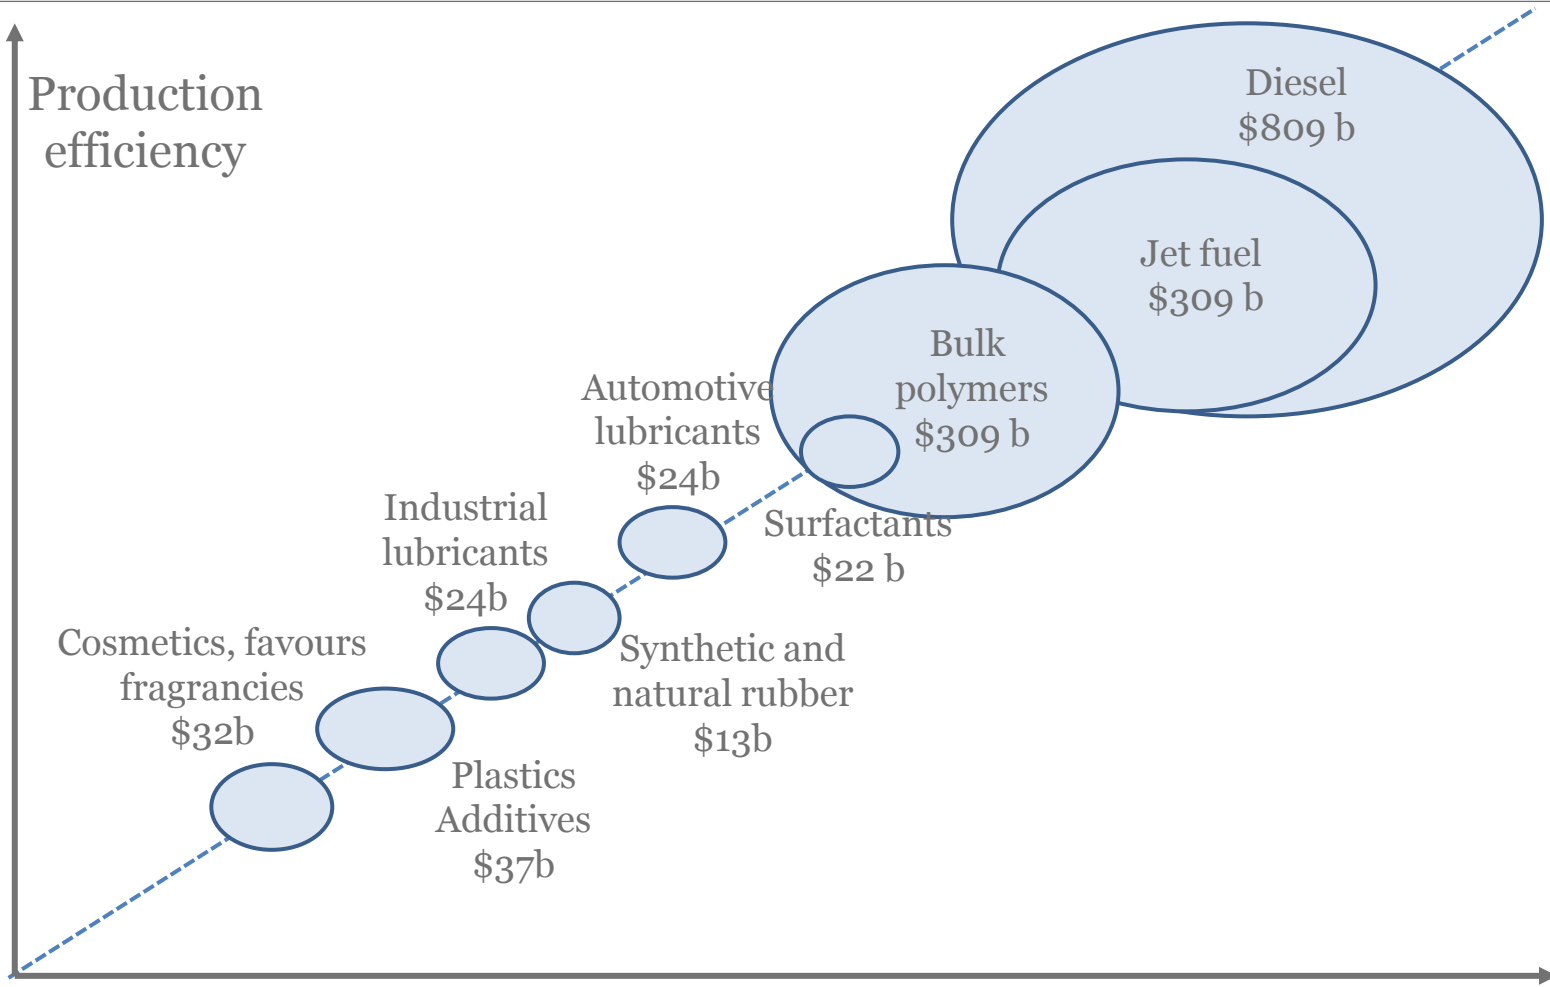 Production
efficiency
Diesel
$809 b
Jet fuel
$309 b
Bulk
polymers
$309 b
Automotive
lubricants
$24b
Surfactants
$22 b
Industrial
lubricants
$24b
Synthetic and
natural rubber
$13b
Cosmetics, favours
fragrancies
$32b
Plastics
Additives
$37b